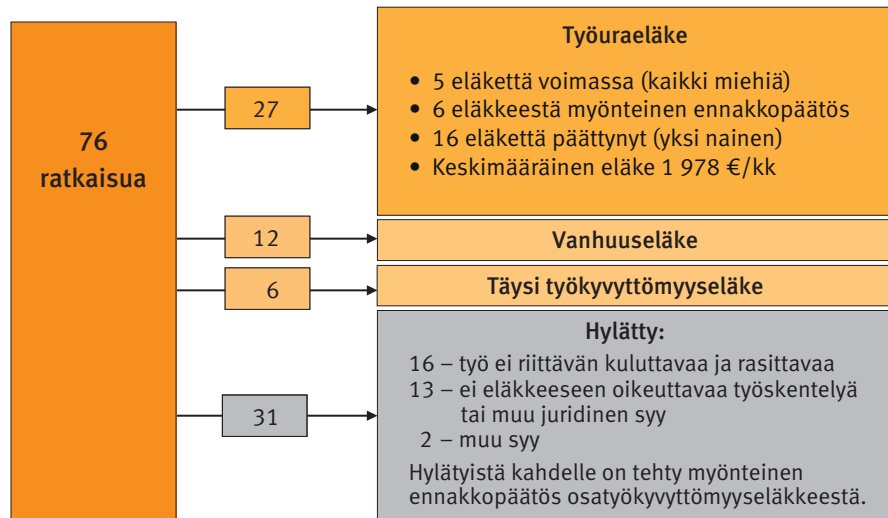 76
ratkaisua
27
Työuraeläke
• 5 eläkettä voimassa (kaikki miehiä)
• 6 eläkkeestä myönteinen ennakkopäätös
• 16 eläkettä päättynyt (yksi nainen)
• Keskimääräinen eläke 1 978 €/kk
12
Vanhuuseläke
6
Täysi työkyvyttömyyseläke
31
Hylätty:
16 – työ ei riittävän kuluttavaa ja rasittavaa
13 – ei eläkkeeseen oikeuttavaa työskentelyä
tai muu juridinen syy
2 – muu syy
Hylätyistä kahdelle on tehty myönteinen
ennakkopäätös osatyökyvyttömyyseläkkeestä.